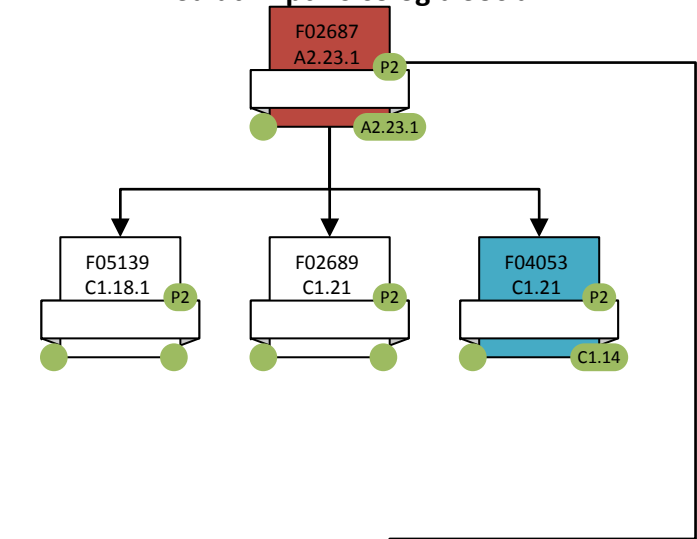 F02687
A2.23.1
P2
A2.23.1
F05139
C1.18.1
P2
F02689
C1.21
P2
F04053
C1.21
P2
C1.14